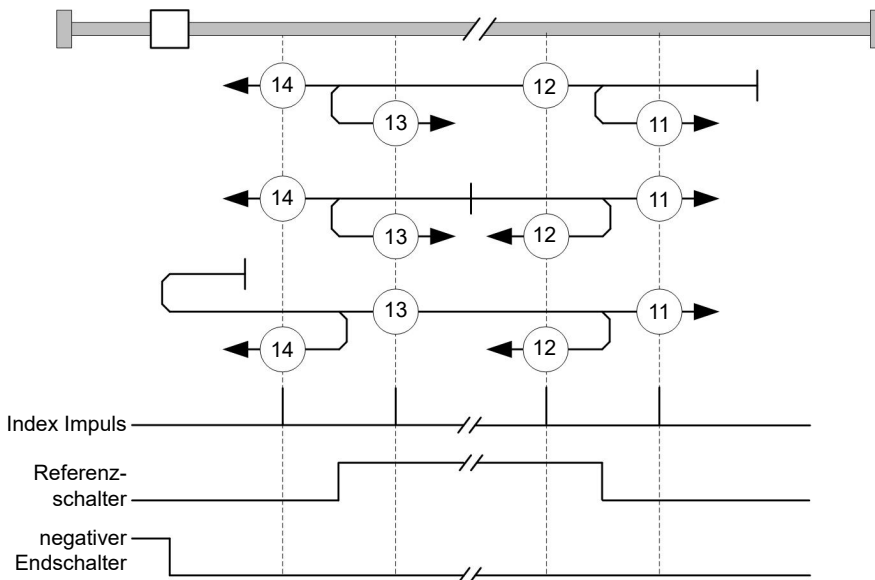 14
12
13
11
14
11
13
12
13
11
14
12
Index Impuls
Referenz-
schalter
negativer
Endschalter